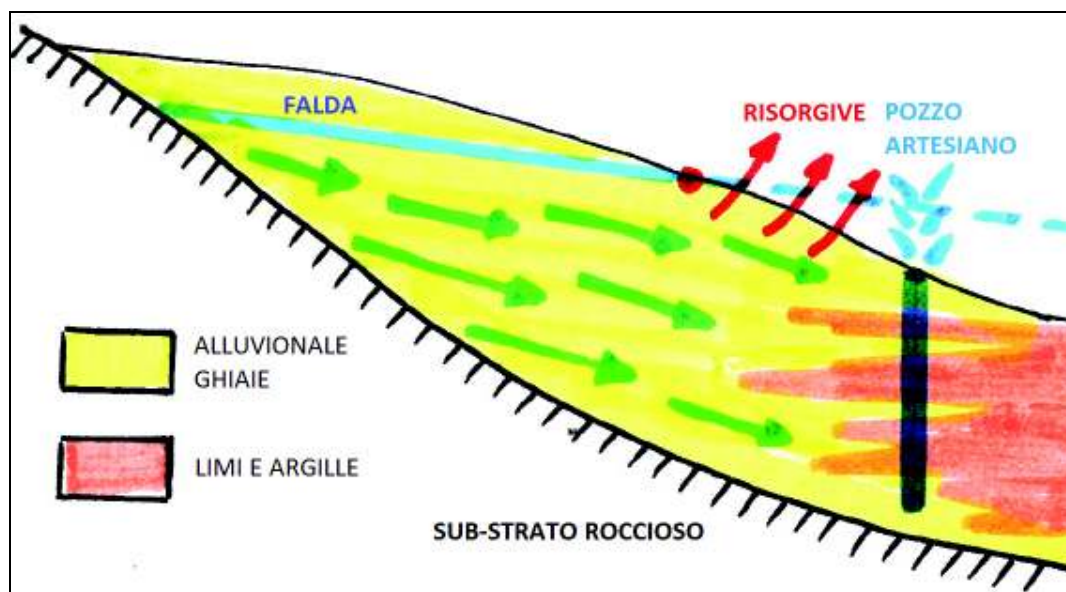 FALDA
RISORGIVE
POZZO
ARTESIANO
ALLUVIONALE
GHIAIE
LIMI E ARGILLE
SUB-STRATO ROCCIOSO